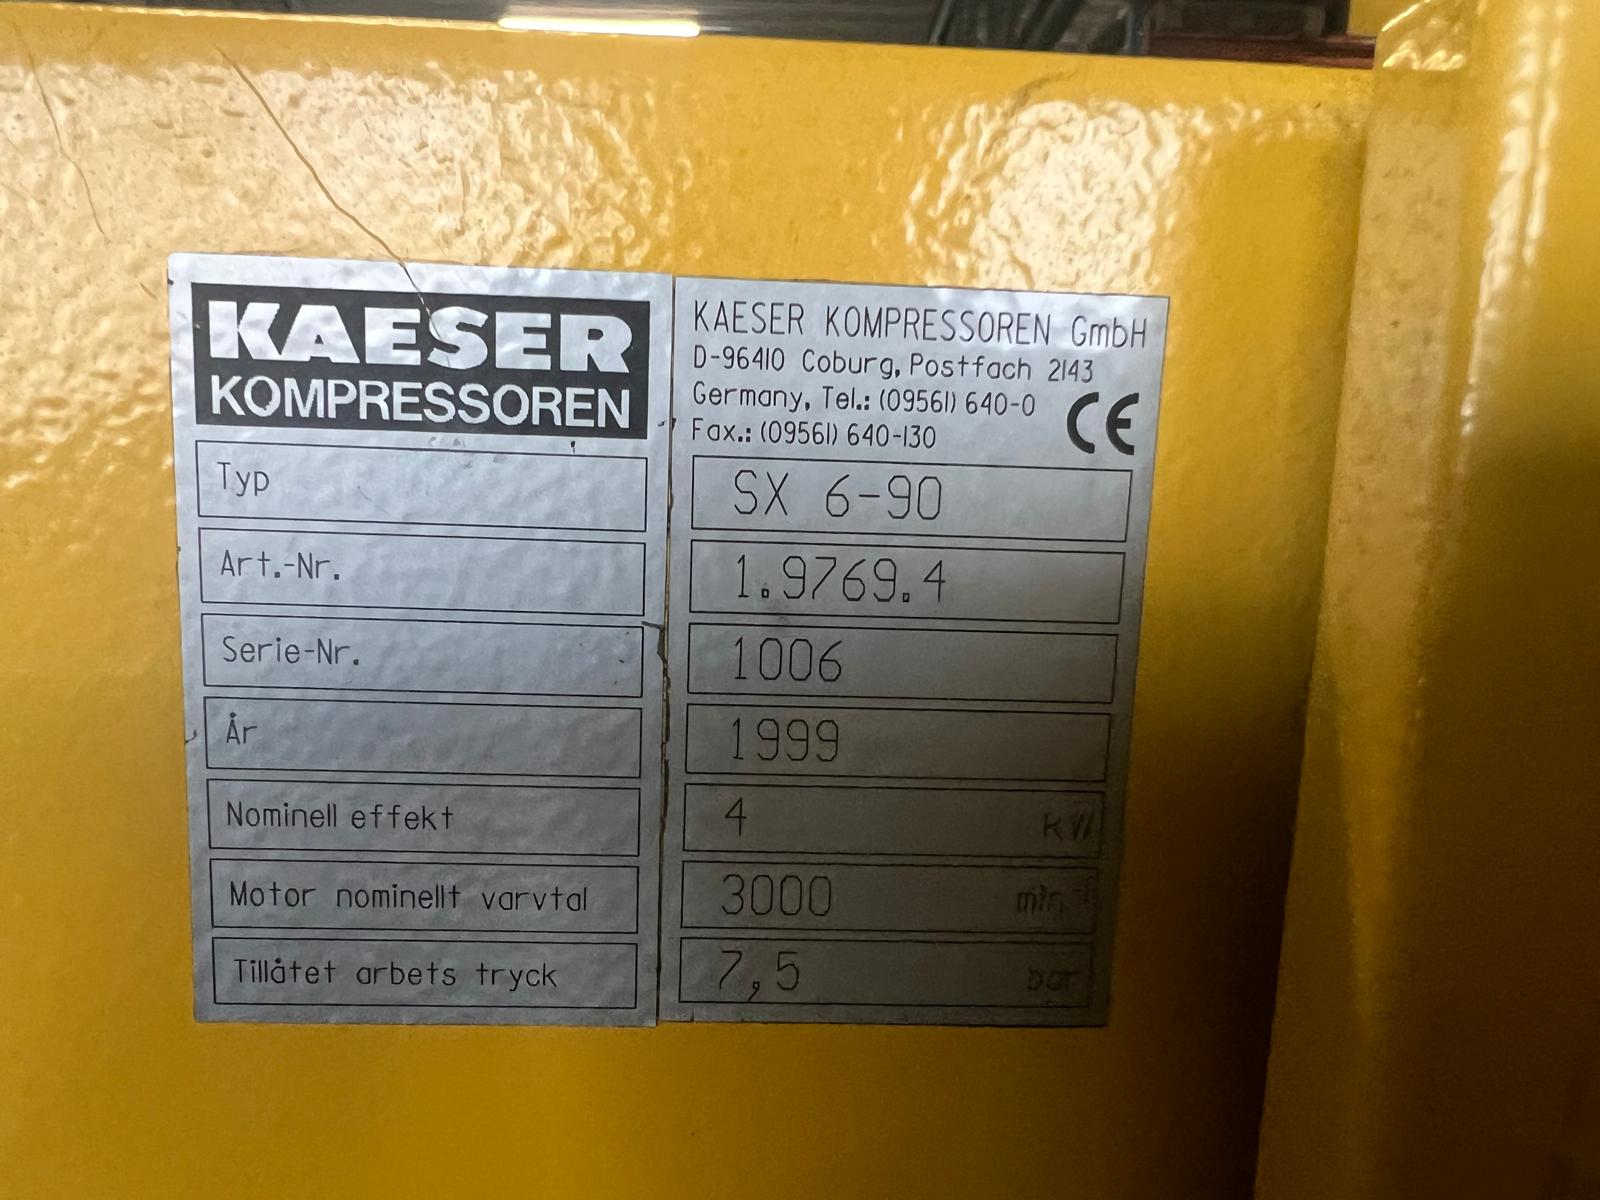 KAESER
KOMPRESSOREN
KAESER KOMPRESSOREN GmbH
D-96410 Coburg, Postfach 2143
Germany, Tel.: (09561) 640-0
Fax.: (09561) 640-130
CE
Typ SX 6-90
Art.-Nr. 1.9769.4
Serie-Nr. 1006
År 1999
Nominell effekt 4 kW
Motor nominellt varvtal 3000 min⁻¹
Tillåtet arbets tryck 7,5 bar